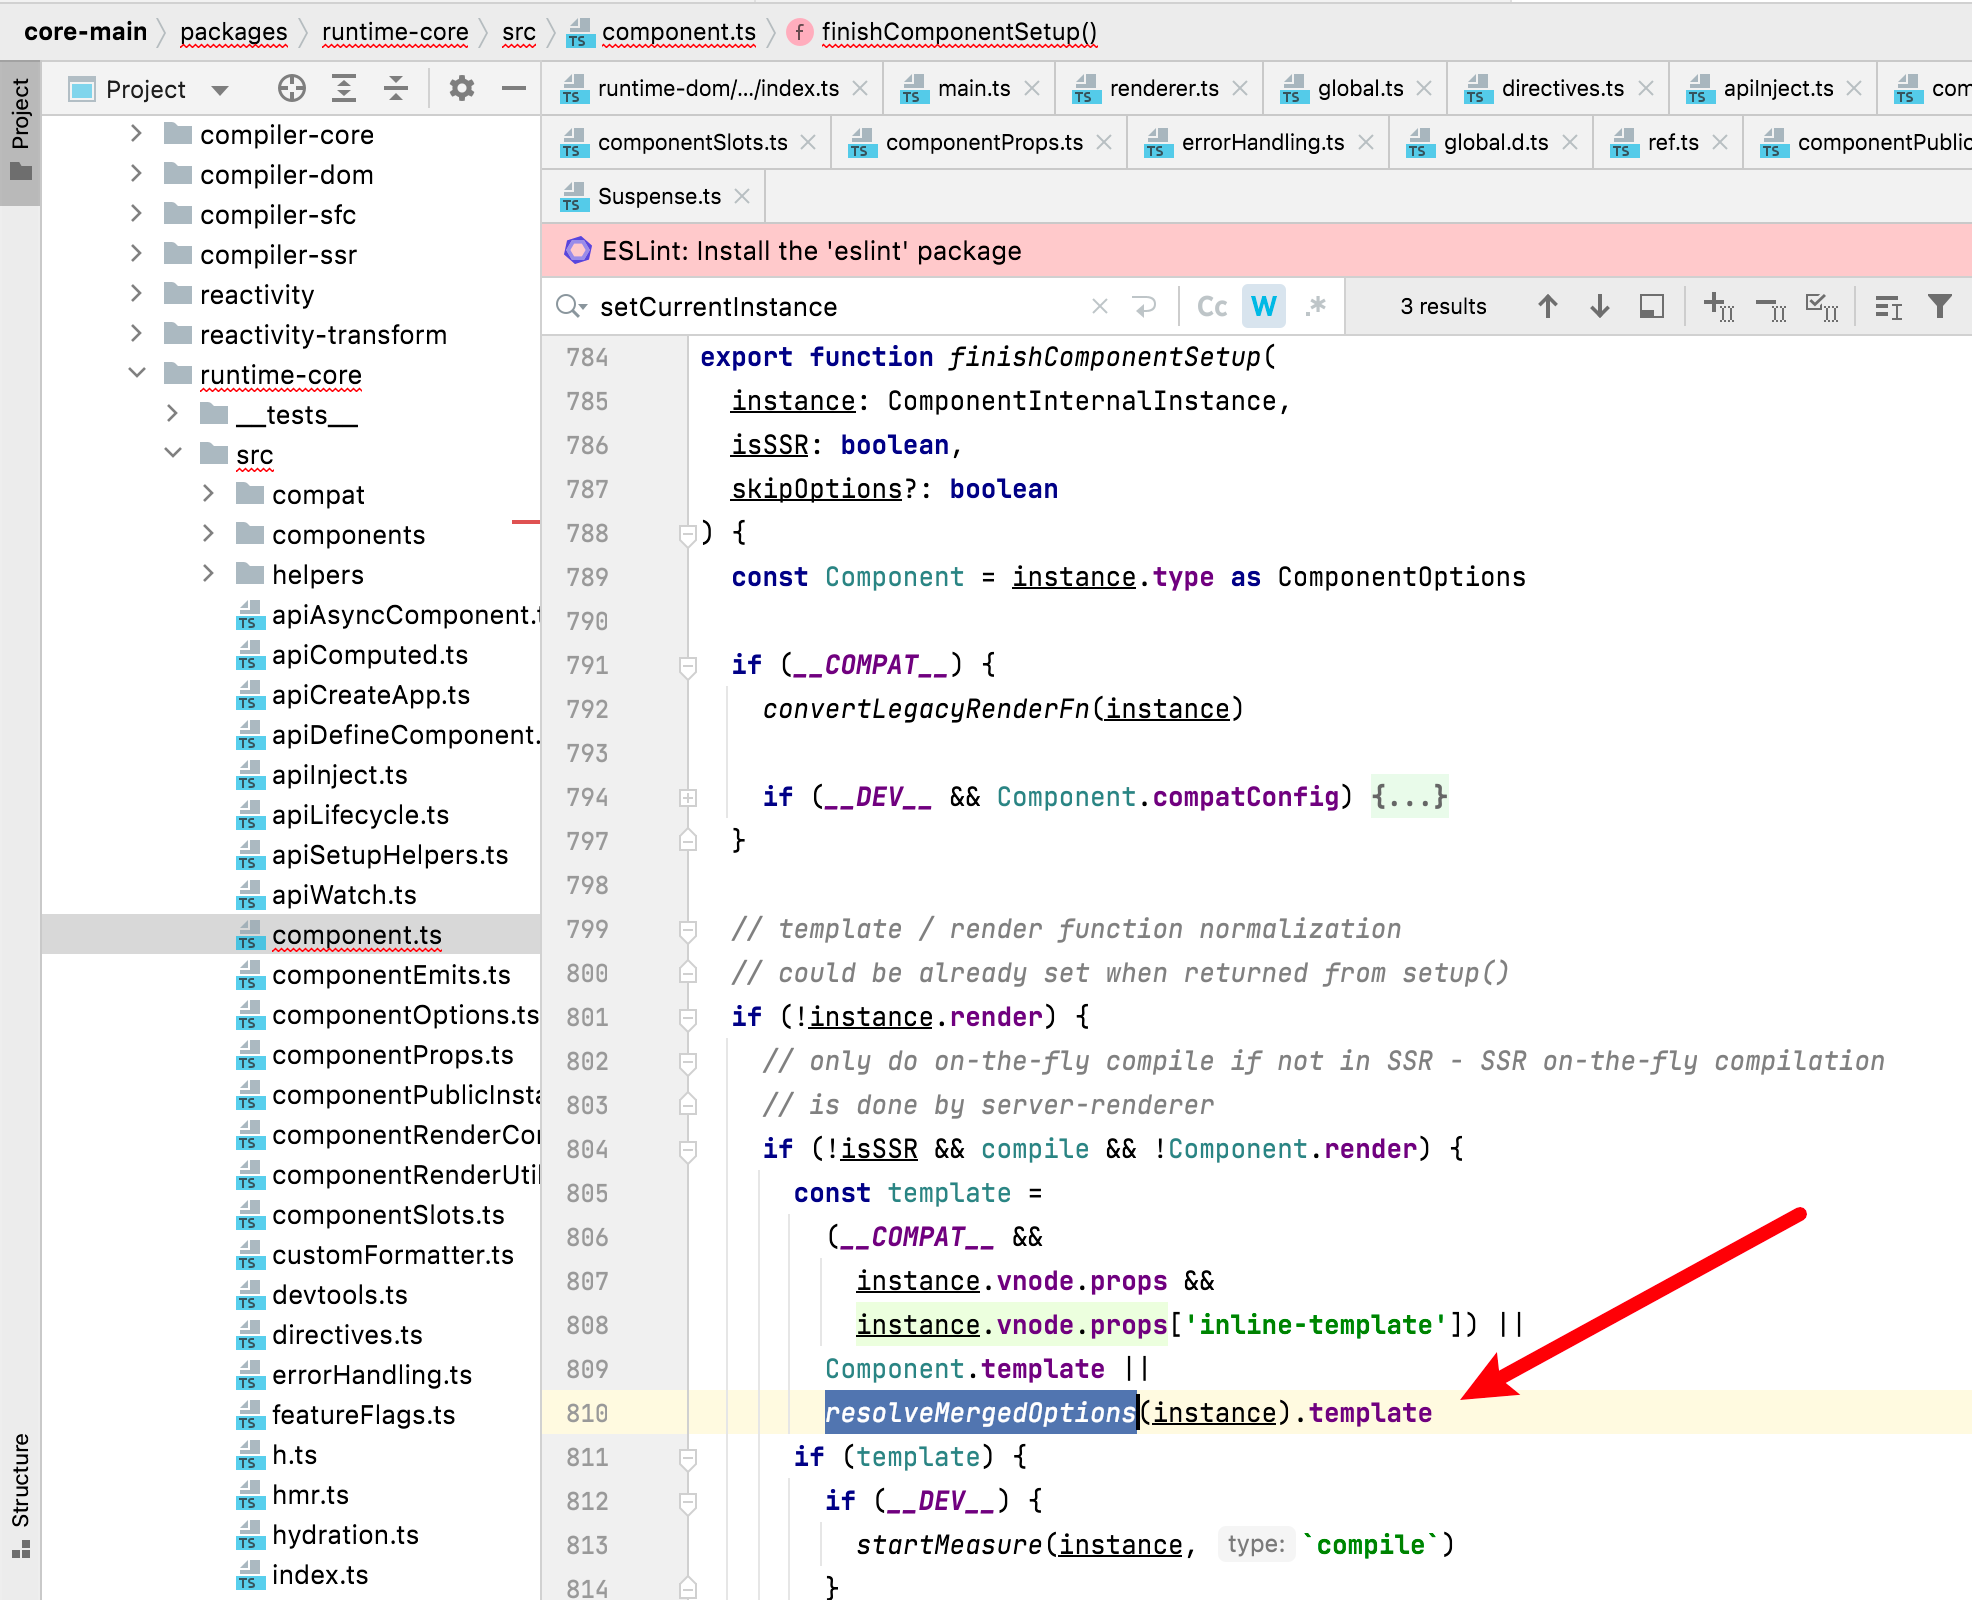 core-main packages runtime-core src component.ts f finishComponentSetup()
Project
Project
runtime-dom/.../index.ts main.ts renderer.ts global.ts directives.ts apiInject.ts com
componentSlots.ts componentProps.ts errorHandling.ts global.d.ts ref.ts componentPublic
Suspense.ts
ESLint: Install the 'eslint' package
setCurrentInstance Cc W .* 3 results
compiler-core
compiler-dom
compiler-sfc
compiler-ssr
reactivity
reactivity-transform
runtime-core
__tests__
src
compat
components
helpers
apiAsyncComponent.t
apiComputed.ts
apiCreateApp.ts
apiDefineComponent.
apiInject.ts
apiLifecycle.ts
apiSetupHelpers.ts
apiWatch.ts
component.ts
componentEmits.ts
componentOptions.ts
componentProps.ts
componentPublicInsta
componentRenderCon
componentRenderUtil
componentSlots.ts
customFormatter.ts
devtools.ts
directives.ts
errorHandling.ts
featureFlags.ts
h.ts
hmr.ts
hydration.ts
index.ts
Structure
784 export function finishComponentSetup(
785 instance: ComponentInternalInstance,
786 isSSR: boolean,
787 skipOptions?: boolean
788 ) {
789 const Component = instance.type as ComponentOptions
790
791 if (__COMPAT__) {
792 convertLegacyRenderFn(instance)
793
794 if (__DEV__ && Component.compatConfig) {...}
797 }
798
799 // template / render function normalization
800 // could be already set when returned from setup()
801 if (!instance.render) {
802 // only do on-the-fly compile if not in SSR - SSR on-the-fly compilation
803 // is done by server-renderer
804 if (!isSSR && compile && !Component.render) {
805 const template =
806 (__COMPAT__ &&
807 instance.vnode.props &&
808 instance.vnode.props['inline-template']) ||
809 Component.template ||
810 resolveMergedOptions(instance).template
811 if (template) {
812 if (__DEV__) {
813 startMeasure(instance, type: `compile`)
814 }